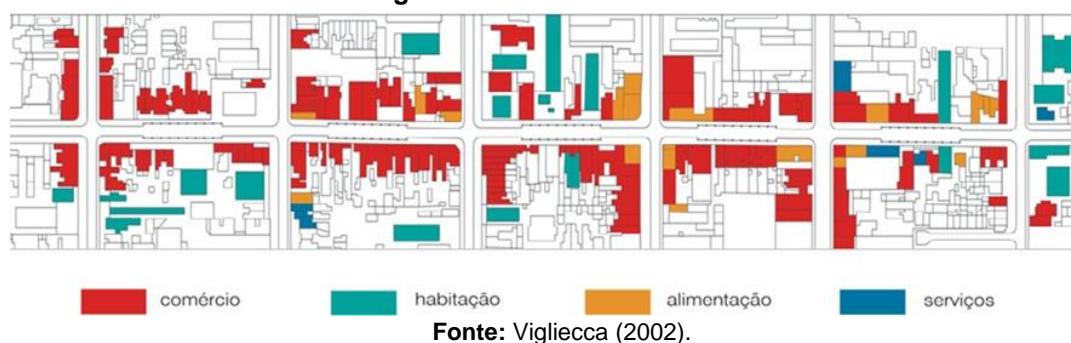 comércio habitação alimentação serviços
Fonte: Vigliecca (2002).